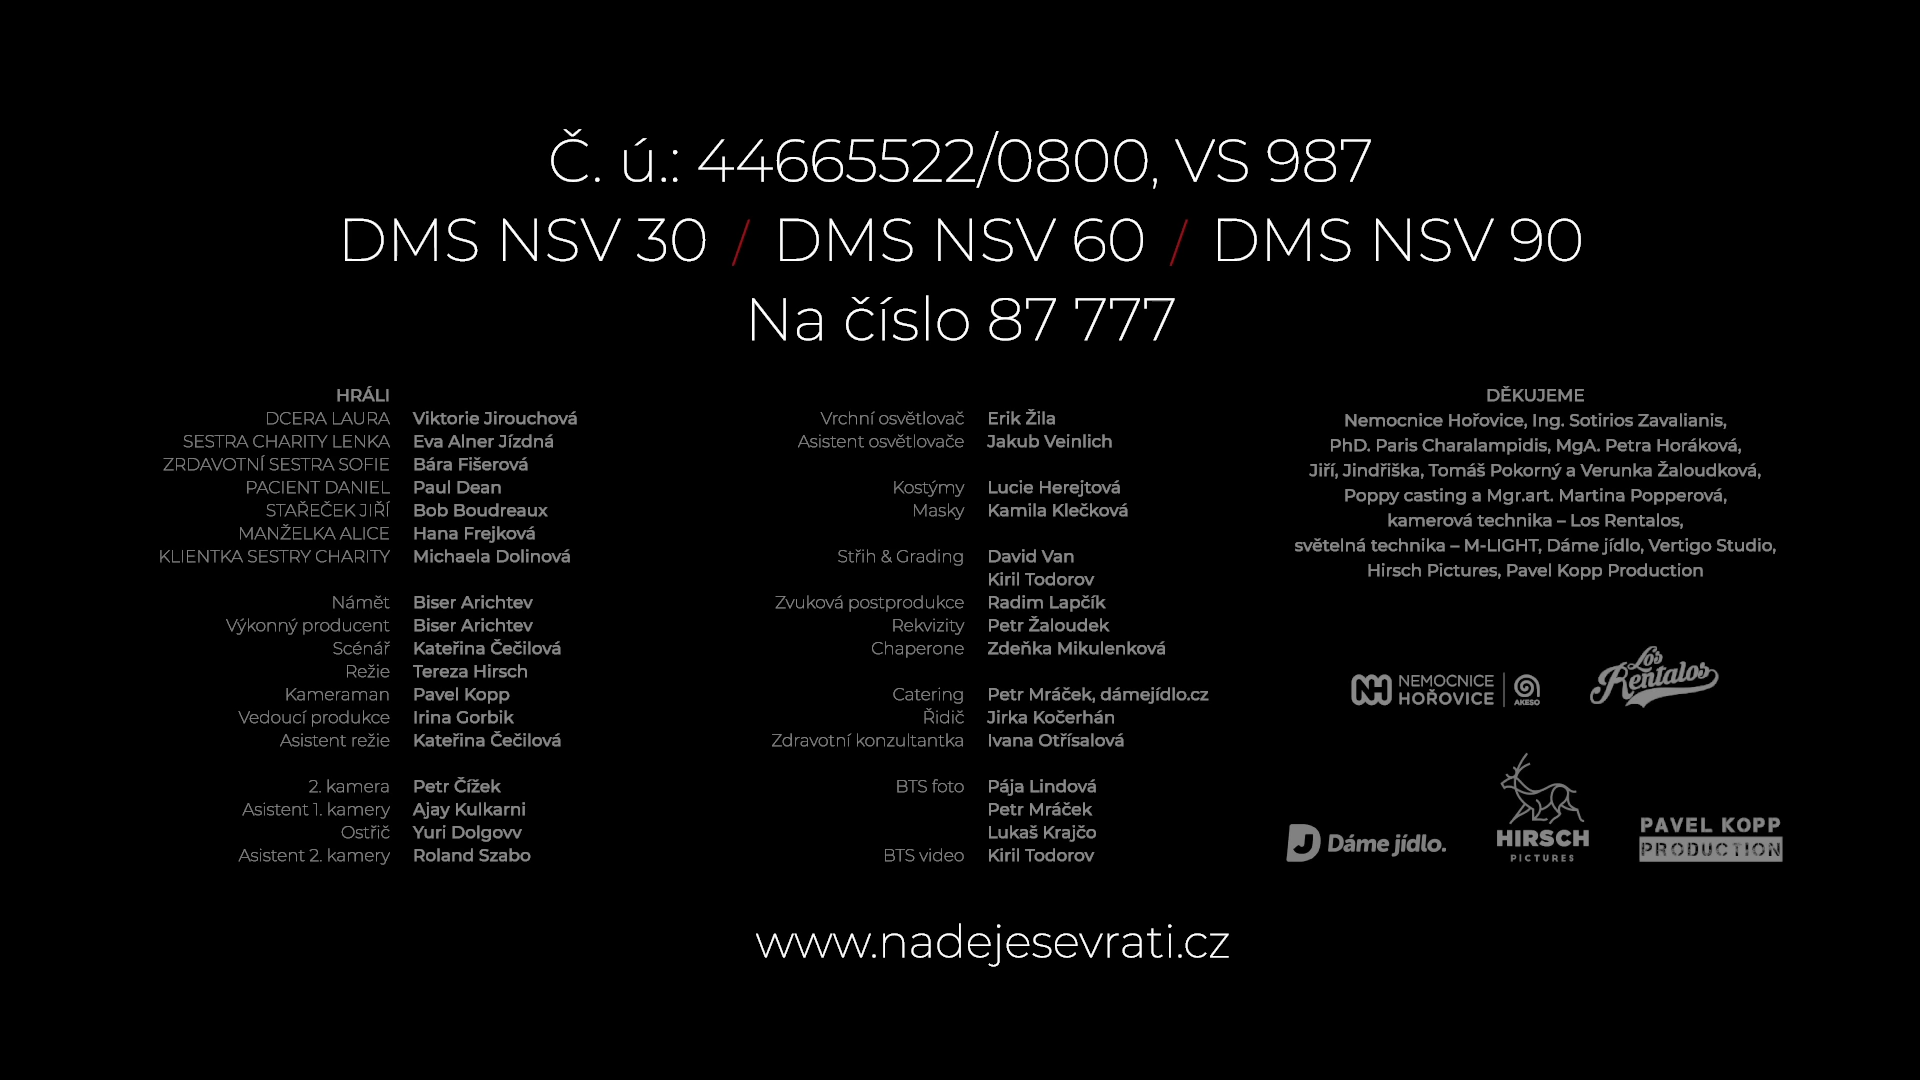 Č. ú.: 44665522/0800, VS 987
DMS NSV 30 / DMS NSV 60 / DMS NSV 90
Na číslo 87 777
HRÁLI
DCERA LAURA Viktorie Jirouchová
SESTRA CHARITY LENKA Eva Alner Jízdná
ZRDAVOTNÍ SESTRA SOFIE Bára Fišerová
PACIENT DANIEL Paul Dean
STAŘEČEK JIŘÍ Bob Boudreaux
MANŽELKA ALICE Hana Frejková
KLIENTKA SESTRY CHARITY Michaela Dolinová
Námět Biser Arichtev
Výkonný producent Biser Arichtev
Scénář Kateřina Čečilová
Režie Tereza Hirsch
Kameraman Pavel Kopp
Vedoucí produkce Irina Gorbik
Asistent režie Kateřina Čečilová
2. kamera Petr Čížek
Asistent 1. kamery Ajay Kulkarni
Ostřič Yuri Dolgovv
Asistent 2. kamery Roland Szabo
Vrchní osvětlovač Erik Žila
Asistent osvětlovače Jakub Veinlich
Kostýmy Lucie Herejtová
Masky Kamila Klečková
Střih & Grading David Van
Kiril Todorov
Zvuková postprodukce Radim Lapčík
Rekvizity Petr Žaloudek
Chaperone Zdeňka Mikulenková
Catering Petr Mráček, dámejídlo.cz
Řidič Jirka Kočerhán
Zdravotní konzultantka Ivana Otřísalová
BTS foto Pája Lindová
Petr Mráček
Lukaš Krajčo
BTS video Kiril Todorov
DĚKUJEME
Nemocnice Hořovice, Ing. Sotirios Zavalianis,
PhD. Paris Charalampidis, MgA. Petra Horáková,
Jiří, Jindřiška, Tomáš Pokorný a Verunka Žaloudková,
Poppy casting a Mgr.art. Martina Popperová,
kamerová technika – Los Rentalos,
světelná technika – M-LIGHT, Dáme jídlo, Vertigo Studio,
Hirsch Pictures, Pavel Kopp Production
NEMOCNICE
HOŘOVICE
AKESO
Los
Rentalos
Dáme jídlo.
HIRSCH
PICTURES
PAVEL KOPP
PRODUCTION
www.nadejesevrati.cz